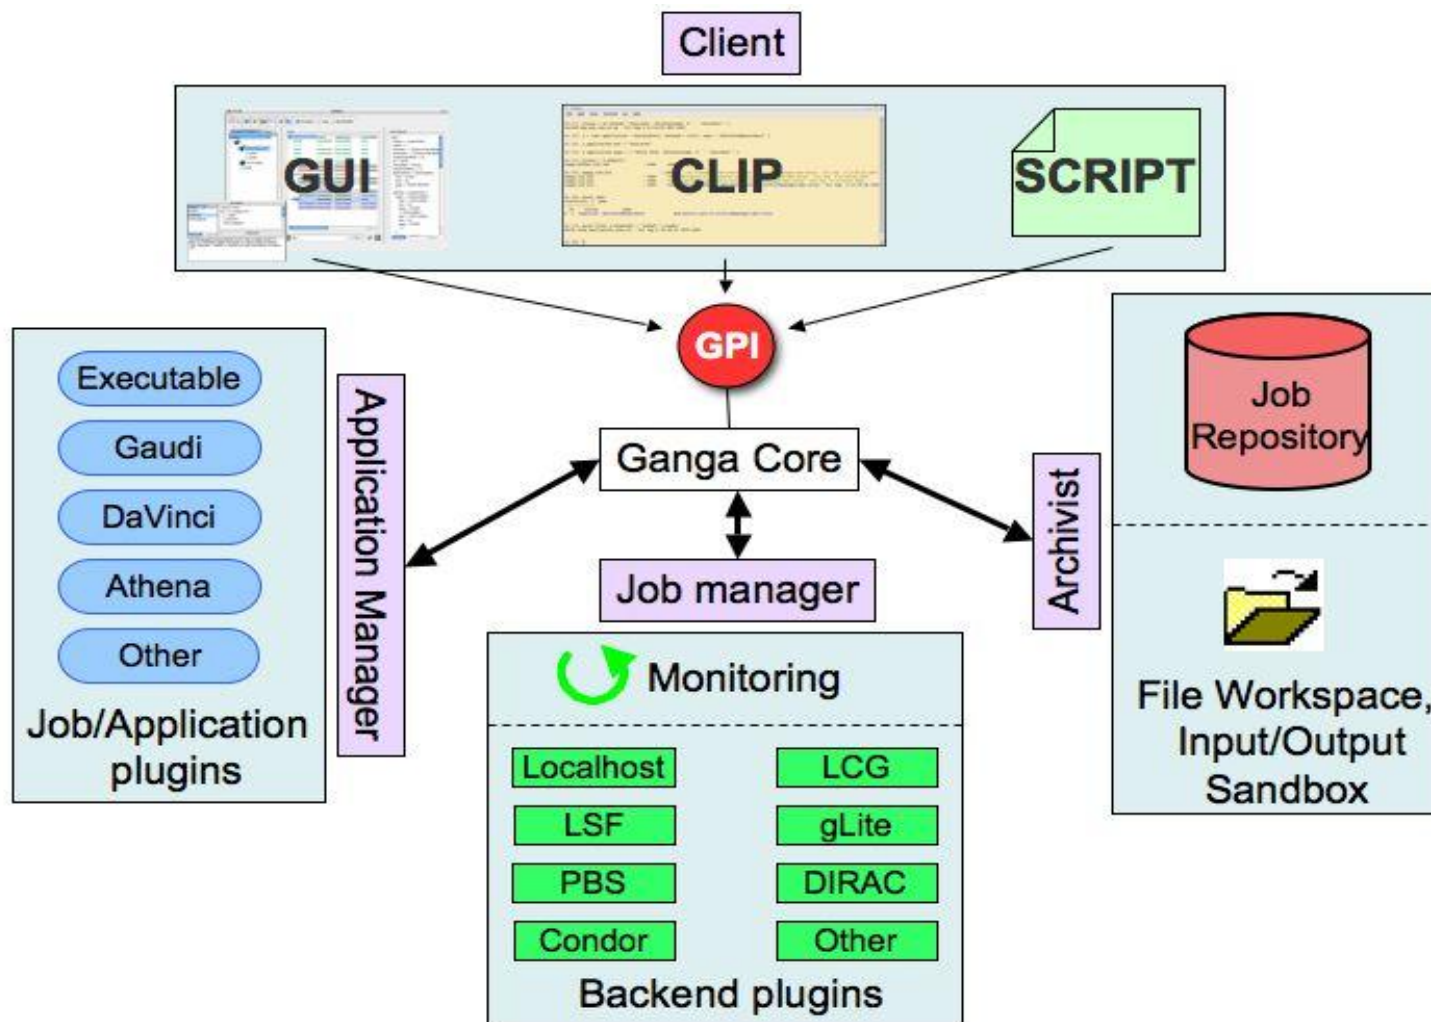 Client
GUI
CLIP
SCRIPT
GPI
Executable
Gaudi
DaVinci
Athena
Other
Job/Application
plugins
Application Manager
Ganga Core
Job manager
Archivist
Job
Repository
File Workspace,
Input/Output
Sandbox
Monitoring
Localhost
LCG
LSF
gLite
PBS
DIRAC
Condor
Other
Backend plugins